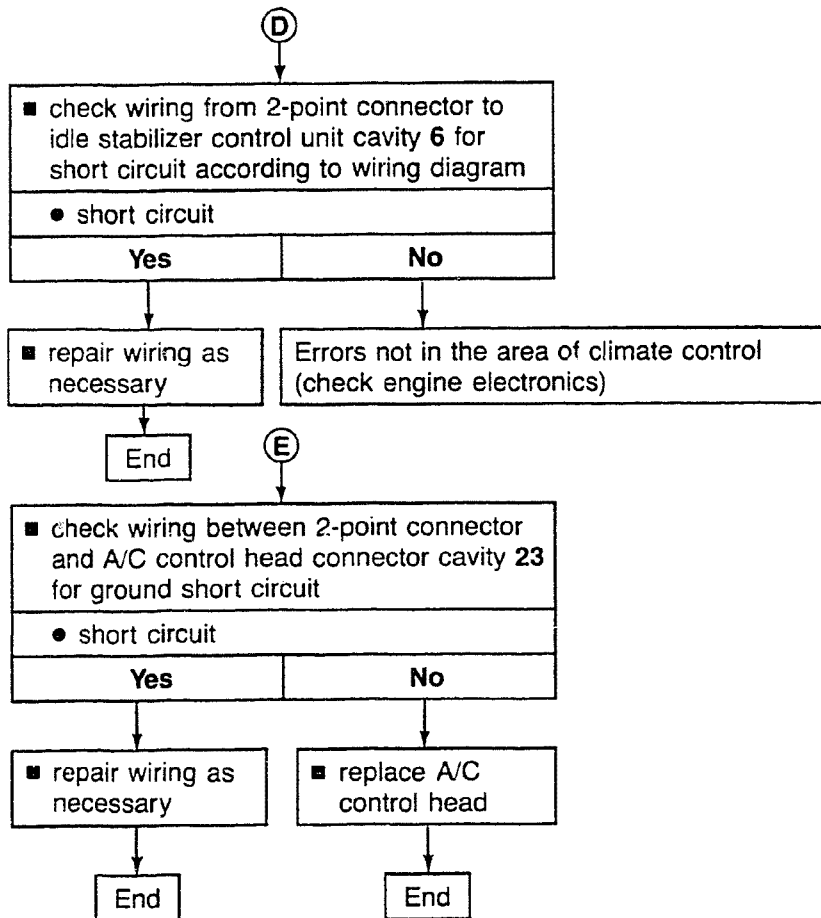 D
■ check wiring from 2-point connector to
idle stabilizer control unit cavity 6 for
short circuit according to wiring diagram
● short circuit
Yes No
■ repair wiring as
necessary
Errors not in the area of climate control
(check engine electronics)
End
E
■ check wiring between 2-point connector
and A/C control head connector cavity 23
for ground short circuit
● short circuit
Yes No
■ repair wiring as
necessary
■ replace A/C
control head
End
End